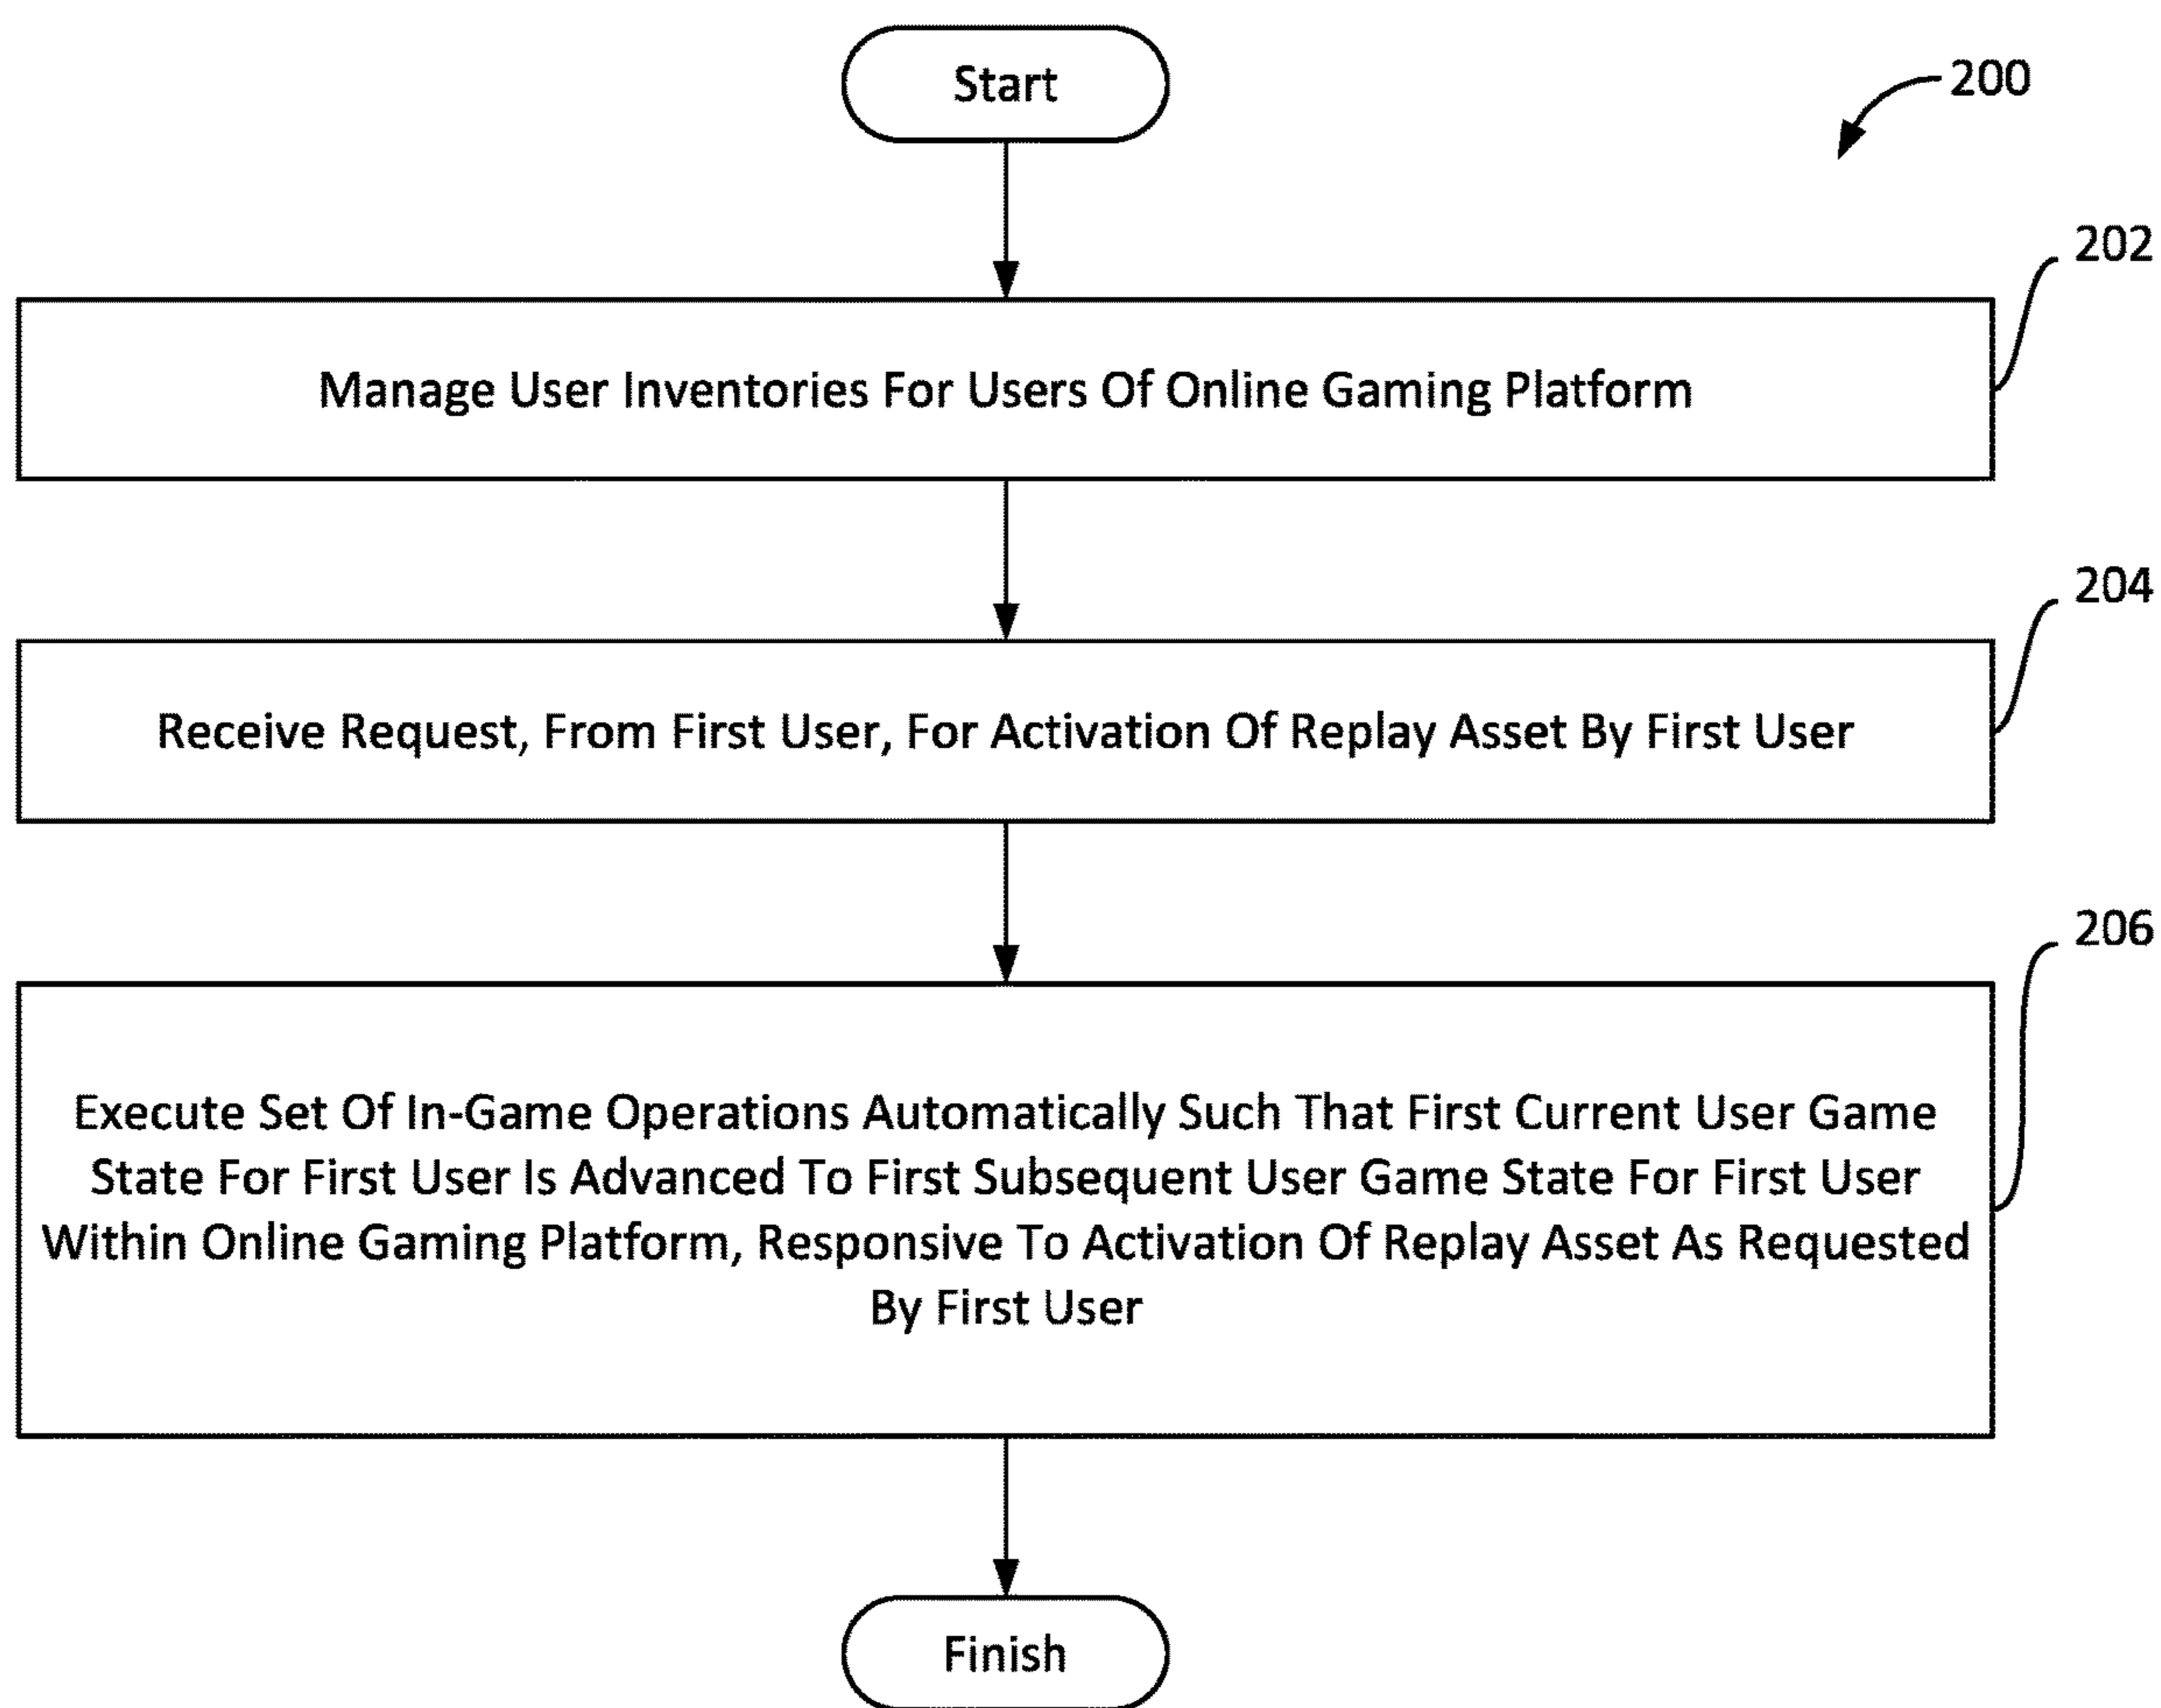 Start
200
202
Manage User Inventories For Users Of Online Gaming Platform
204
Receive Request, From First User, For Activation Of Replay Asset By First User
206
Execute Set Of In-Game Operations Automatically Such That First Current User Game
State For First User Is Advanced To First Subsequent User Game State For First User
Within Online Gaming Platform, Responsive To Activation Of Replay Asset As Requested
By First User
Finish